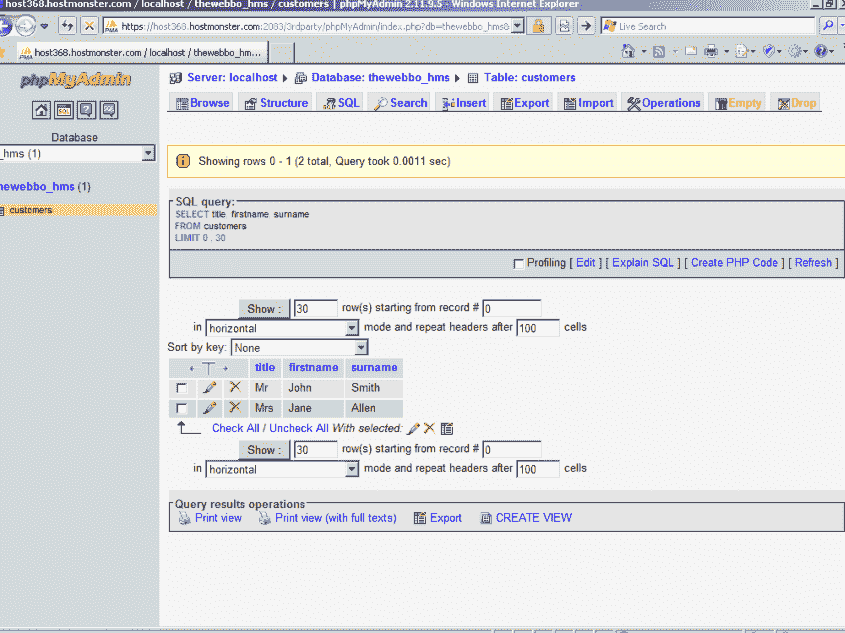 host368.hostmonster.com / localhost / thewebbo_hms / customers | phpMyAdmin 2.11.9.5 - Windows Internet Explorer
https://host368.hostmonster.com:2083/3rdparty/phpMyAdmin/index.php?db=thewebbo_hms&
Live Search
host368.hostmonster.com / localhost / thewebbo_hm...
phpMyAdmin
Server: localhost Database: thewebbo_hms Table: customers
Browse Structure SQL Search Insert Export Import Operations Empty Drop
Database
_hms (1)
Showing rows 0 - 1 (2 total, Query took 0.0011 sec)
hewebbo_hms (1)
customers
SQL query:
SELECT title firstname surname
FROM customers
LIMIT 0 , 30
Profiling [ Edit ] [ Explain SQL ] [ Create PHP Code ] [ Refresh ]
Show : 30 row(s) starting from record # 0
in horizontal mode and repeat headers after 100 cells
Sort by key: None
← T → title firstname surname
Mr John Smith
Mrs Jane Allen
Check All / Uncheck All With selected:
Show : 30 row(s) starting from record # 0
in horizontal mode and repeat headers after 100 cells
Query results operations
Print view Print view (with full texts) Export CREATE VIEW